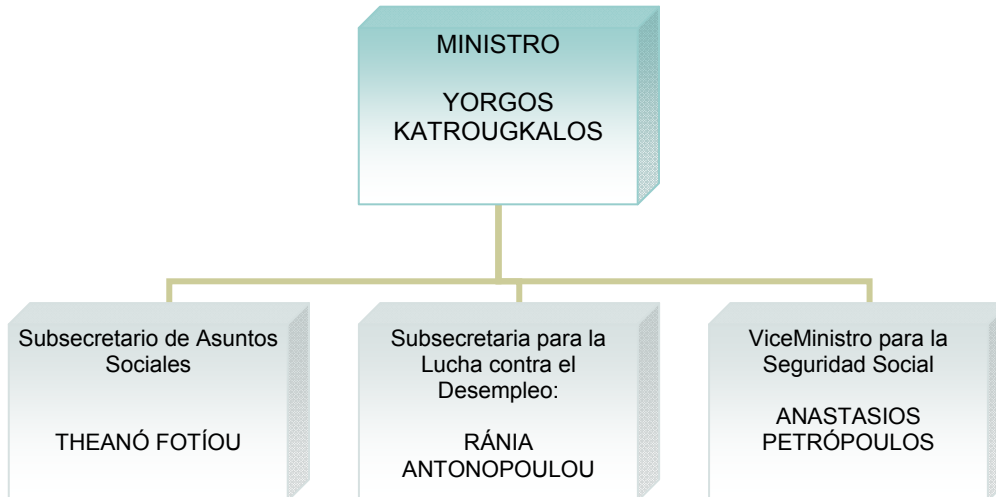 MINISTRO
YORGOS
KATROUGKALOS
Subsecretario de Asuntos
Sociales
THEANÓ FOTÍOU
Subsecretaria para la
Lucha contra el
Desempleo:
RÁNIA
ANTONOPOULOU
ViceMinistro para la
Seguridad Social
ANASTASIOS
PETRÓPOULOS